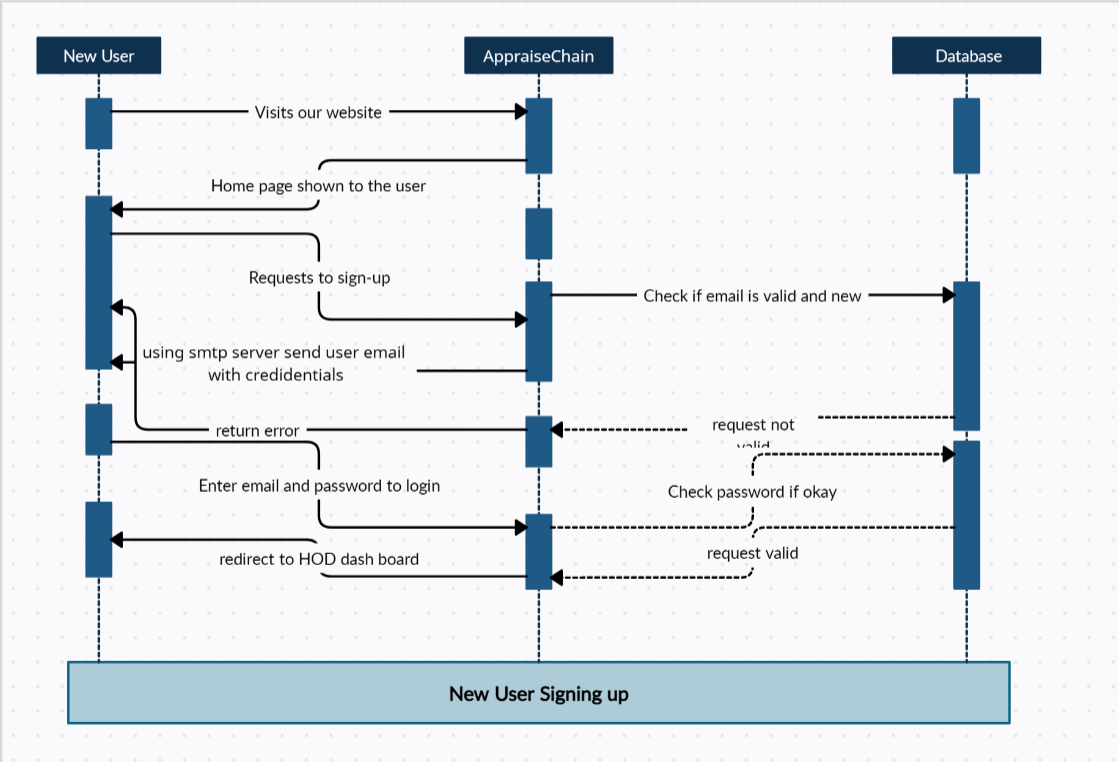 New User
AppraiseChain
Database
Visits our website
Home page shown to the user
Requests to sign-up
Check if email is valid and new
using smtp server send user email
with credidentials
return error
request not
valid
Enter email and password to login
Check password if okay
redirect to HOD dash board
request valid
New User Signing up